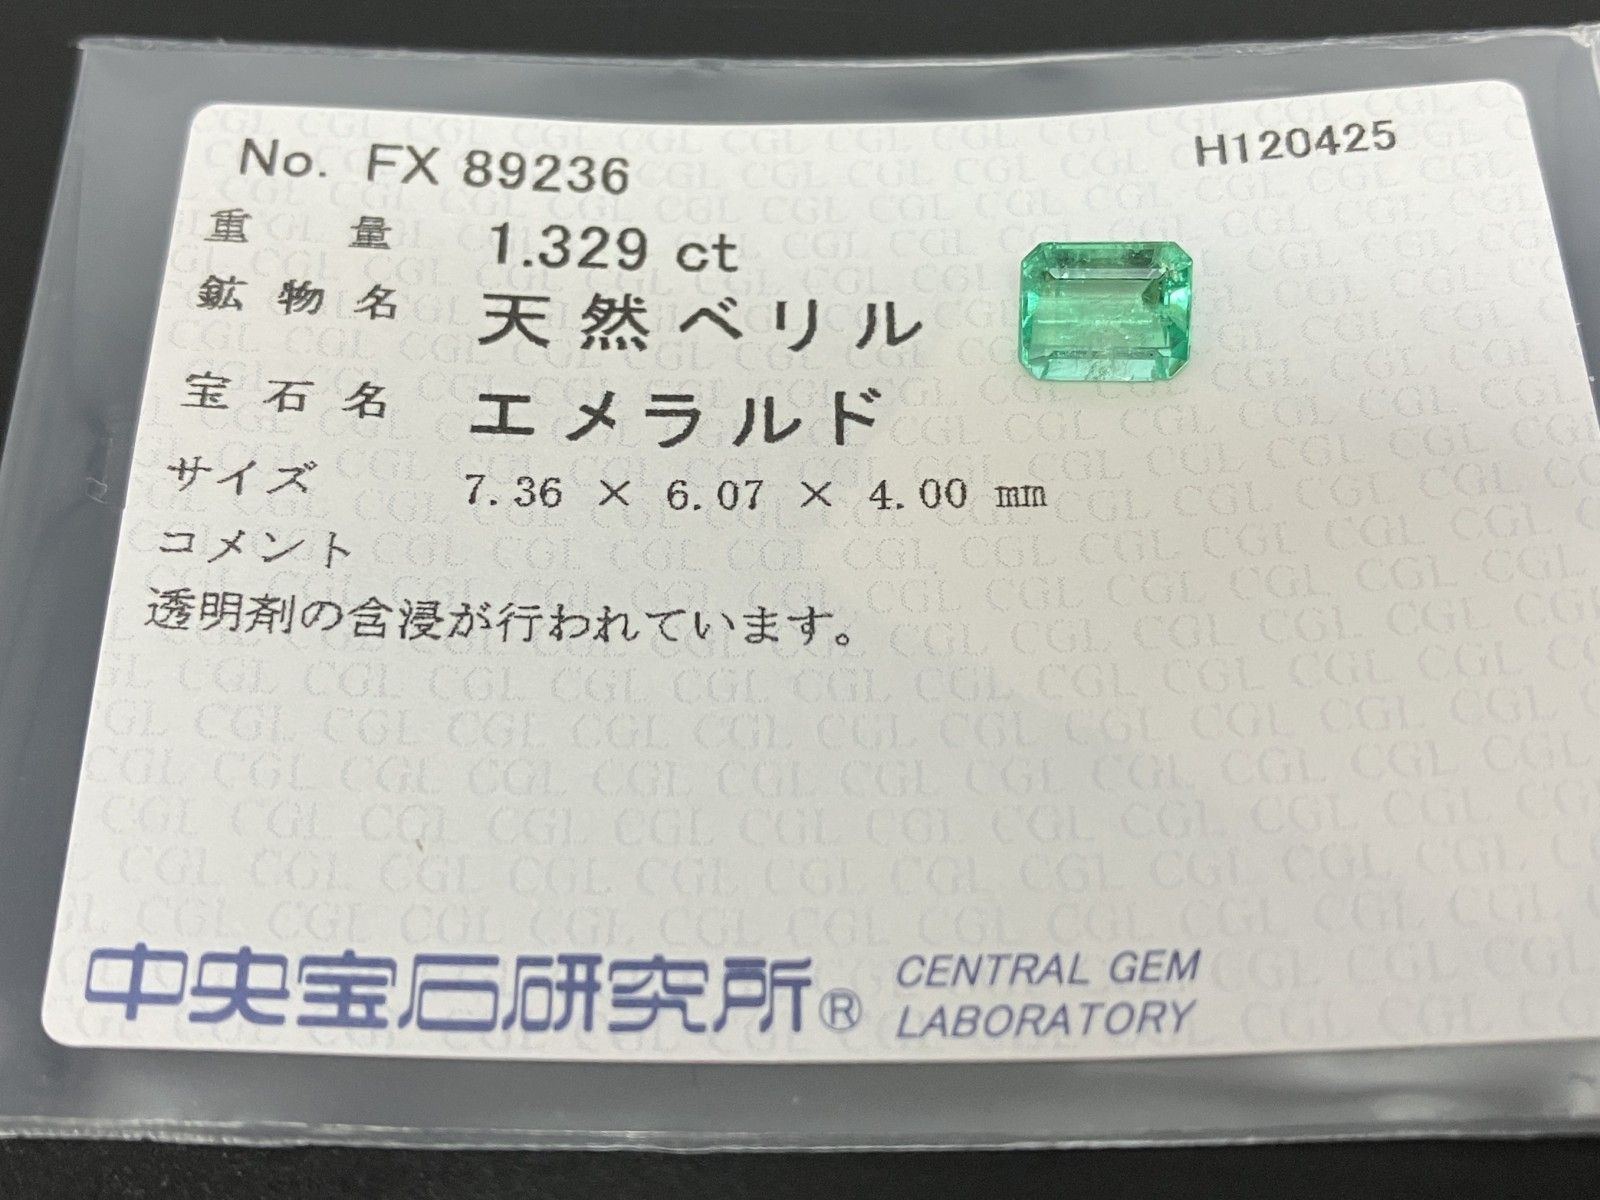 No. FX 89236 H120425
重量 1.329 ct
鉱物名 天然ベリル
宝石名 エメラルド
サイズ 7.36 × 6.07 × 4.00 mm
コメント
透明剤の含浸が行われています。
中央宝石研究所® CENTRAL GEM
LABORATORY